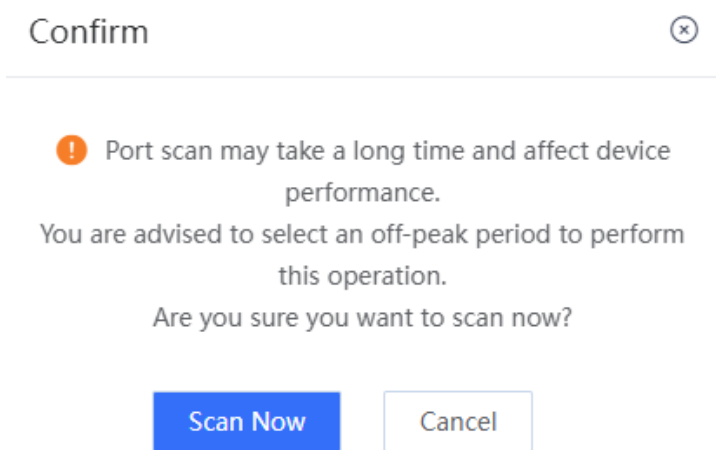 Confirm
Port scan may take a long time and affect device
performance.
You are advised to select an off-peak period to perform
this operation.
Are you sure you want to scan now?
Scan Now
Cancel